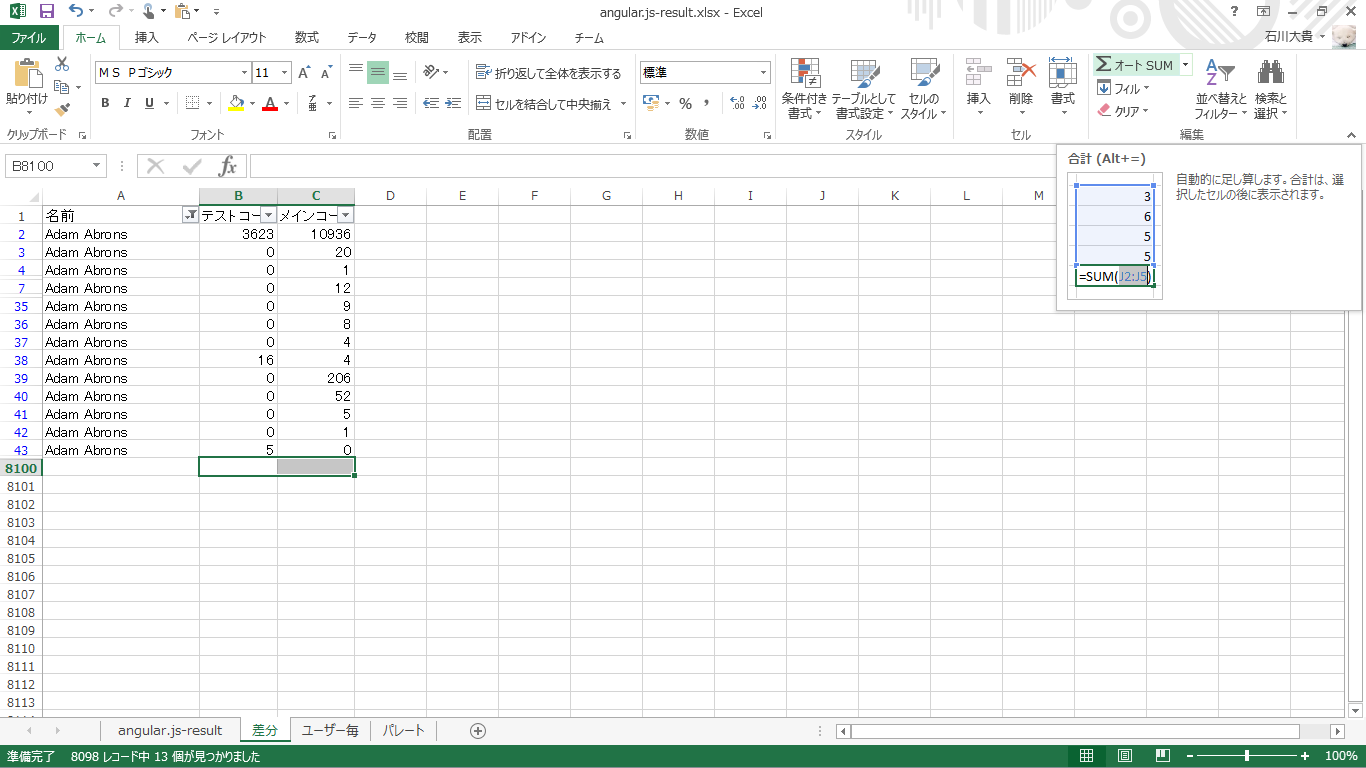 angular.js-result.xlsx - Excel
ファイル ホーム 挿入 ページ レイアウト 数式 データ 校閲 表示 アドイン チーム 石川大貴
貼り付け
ＭＳ Ｐゴシック 11 A A
B I U A 亜
折り返して全体を表示する
セルを結合して中央揃え
標準
% ,
条件付き書式 テーブルとして書式設定 セルのスタイル
挿入 削除 書式
Σ オート SUM
フィル
クリア
並べ替えとフィルター 検索と選択
クリップボード フォント 配置 数値 スタイル セル 編集
B8100 fx
合計 (Alt+=)
自動的に足し算します。合計は、選
択したセルの後に表示されます。
3
6
5
5
=SUM(J2:J5)
A B C D E F G H I J K L M
1 名前 テストコー メインコー
2 Adam Abrons 3623 10936
3 Adam Abrons 0 20
4 Adam Abrons 0 1
7 Adam Abrons 0 12
35 Adam Abrons 0 9
36 Adam Abrons 0 8
37 Adam Abrons 0 4
38 Adam Abrons 16 4
39 Adam Abrons 0 206
40 Adam Abrons 0 52
41 Adam Abrons 0 5
42 Adam Abrons 0 1
43 Adam Abrons 5 0
8100
8101
8102
8103
8104
8105
8106
8107
8108
8109
8110
8111
8112
8113
angular.js-result 差分 ユーザー毎 パレート
準備完了 8098 レコード中 13 個が見つかりました 100%